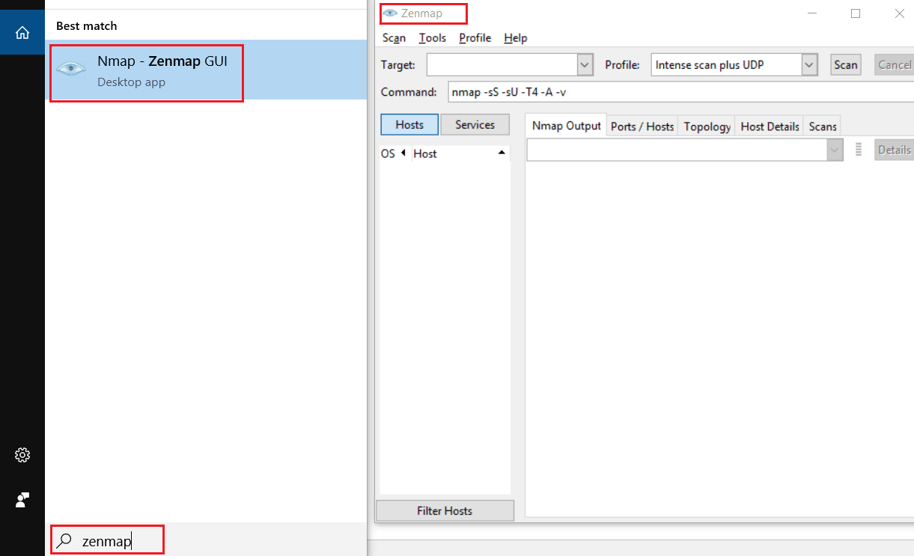 Best match
Nmap - Zenmap GUI
Desktop app
zenmap
Zenmap
Scan Tools Profile Help
Target: Profile: Intense scan plus UDP Scan Cancel
Command: nmap -sS -sU -T4 -A -v
Hosts Services
Nmap Output Ports / Hosts Topology Host Details Scans
OS Host
Details
Filter Hosts